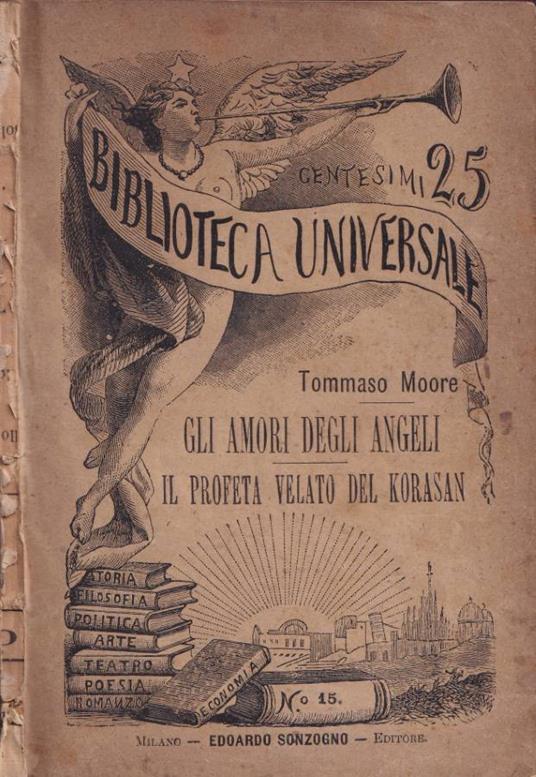 CENTESIMI 25
BIBLIOTECA UNIVERSALE
Tommaso Moore
GLI AMORI DEGLI ANGELI
IL PROFETA VELATO DEL KORASAN
STORIA
FILOSOFIA
POLITICA
ARTE
TEATRO
POESIA
ROMANZO
ECONOMIA
N.o 15.
MILANO — EDOARDO SONZOGNO — EDITORE.